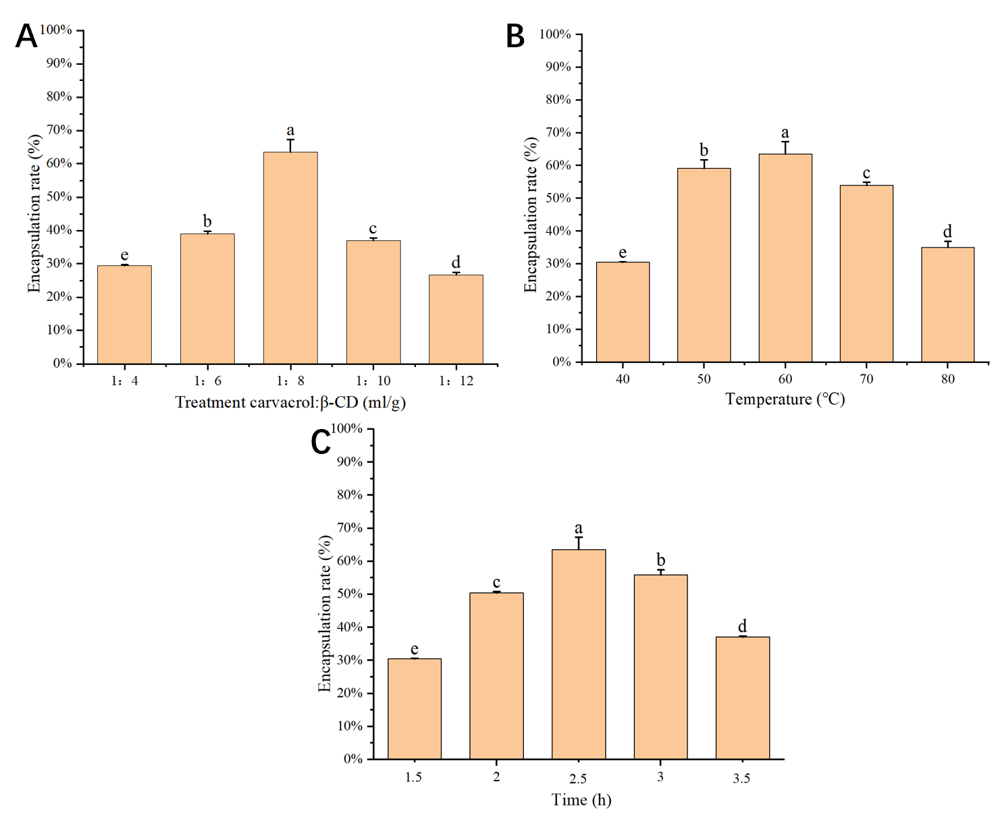 A
100%
90%
80%
70%
60%
50%
40%
30%
20%
10%
0%
Encapsulation rate (%)
e
b
a
c
d
1：4
1：6
1：8
1：10
1：12
Treatment carvacrol:β-CD (ml/g)
B
100%
90%
80%
70%
60%
50%
40%
30%
20%
10%
0%
Encapsulation rate (%)
e
b
a
c
d
40
50
60
70
80
Temperature (℃)
C
100%
90%
80%
70%
60%
50%
40%
30%
20%
10%
0%
Encapsulation rate (%)
e
c
a
b
d
1.5
2
2.5
3
3.5
Time (h)